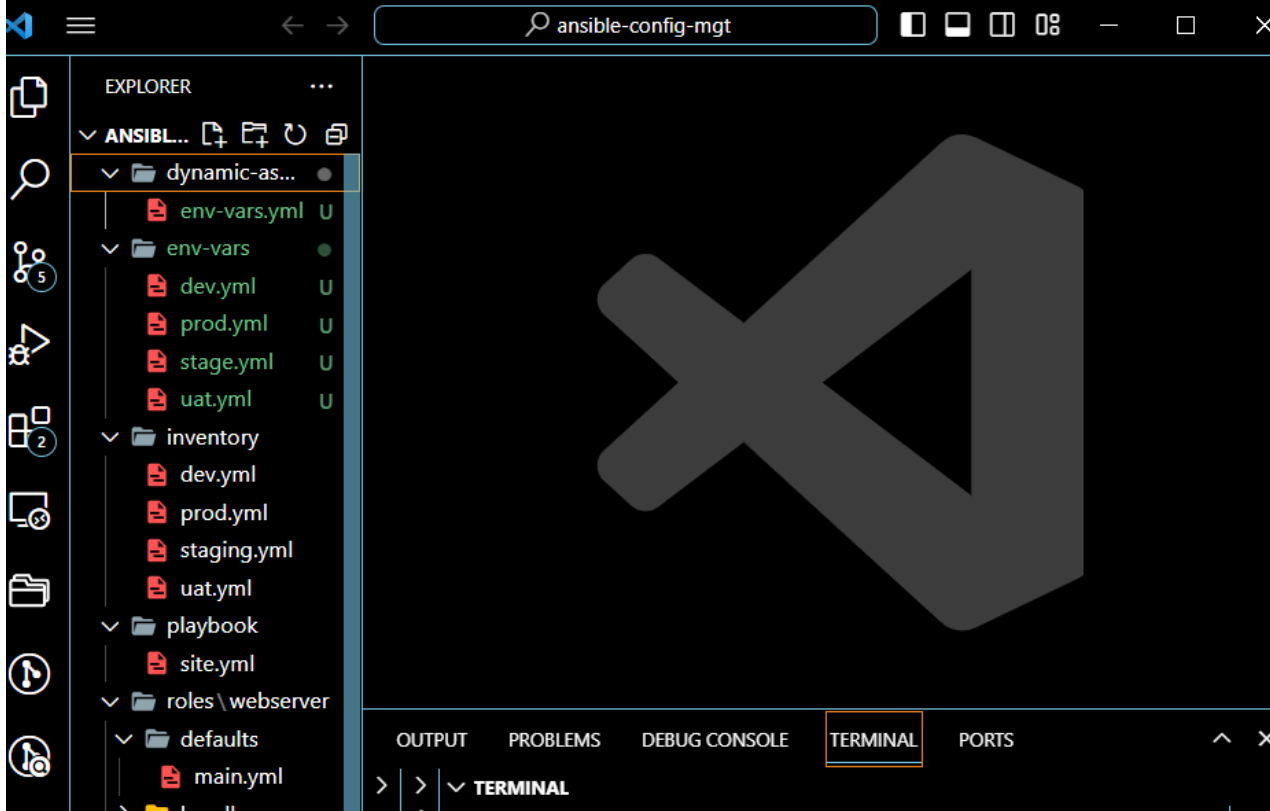 ansible-config-mgt
EXPLORER
ANSIBL...
dynamic-as...
env-vars.yml U
env-vars
dev.yml U
prod.yml U
stage.yml U
uat.yml U
inventory
dev.yml
prod.yml
staging.yml
uat.yml
playbook
site.yml
roles\webserver
defaults
main.yml
5
2
OUTPUT PROBLEMS DEBUG CONSOLE TERMINAL PORTS
TERMINAL